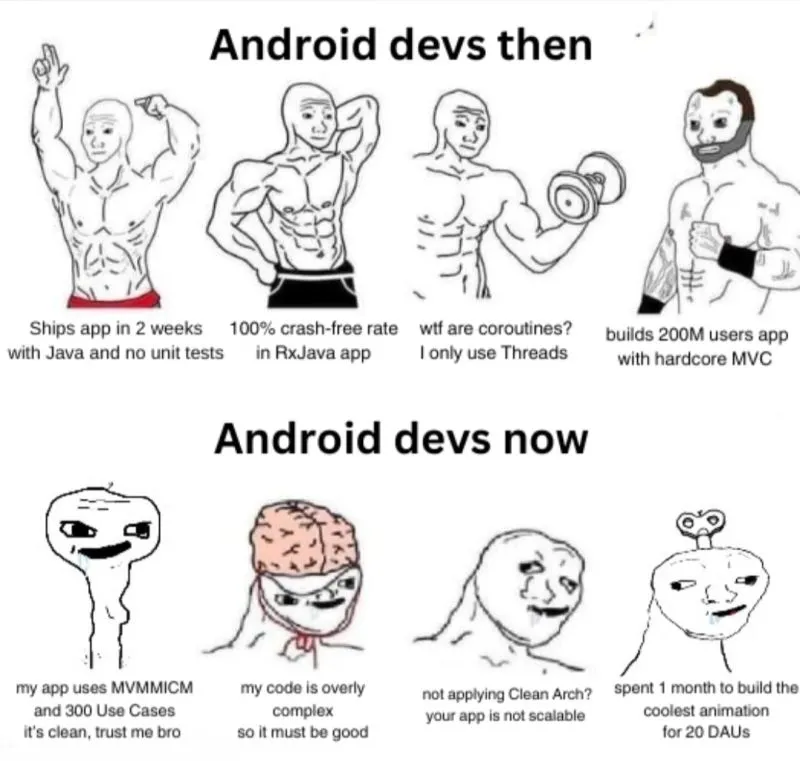 Android devs then
Ships app in 2 weeks
with Java and no unit tests
100% crash-free rate
in RxJava app
wtf are coroutines?
I only use Threads
builds 200M users app
with hardcore MVC
Android devs now
my app uses MVMMICM
and 300 Use Cases
it's clean, trust me bro
my code is overly
complex
so it must be good
not applying Clean Arch?
your app is not scalable
spent 1 month to build the
coolest animation
for 20 DAUs